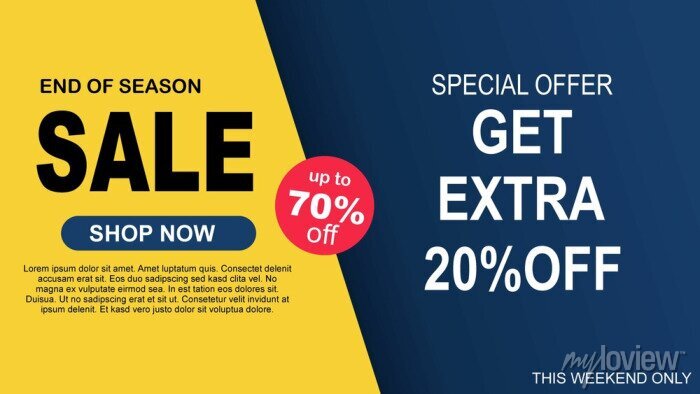 END OF SEASON
SALE
SHOP NOW
Lorem ipsum dolor sit amet. Amet luptatum quis. Consectet delenit
accusam erat sit est. Eos duo sadipscing sed diam kasd clita. No
magna ex vulputate eirmod sea. In est tation eos dolores sit.
Duisua. Ut no sadipscing erat et sit ut. Consetetur velit invidunt at
ipsum delenit. Et kasd vero justo dolor sit voluptua dolore.
up to
70%
off
SPECIAL OFFER
GET
EXTRA
20%OFF
myloview™
THIS WEEKEND ONLY